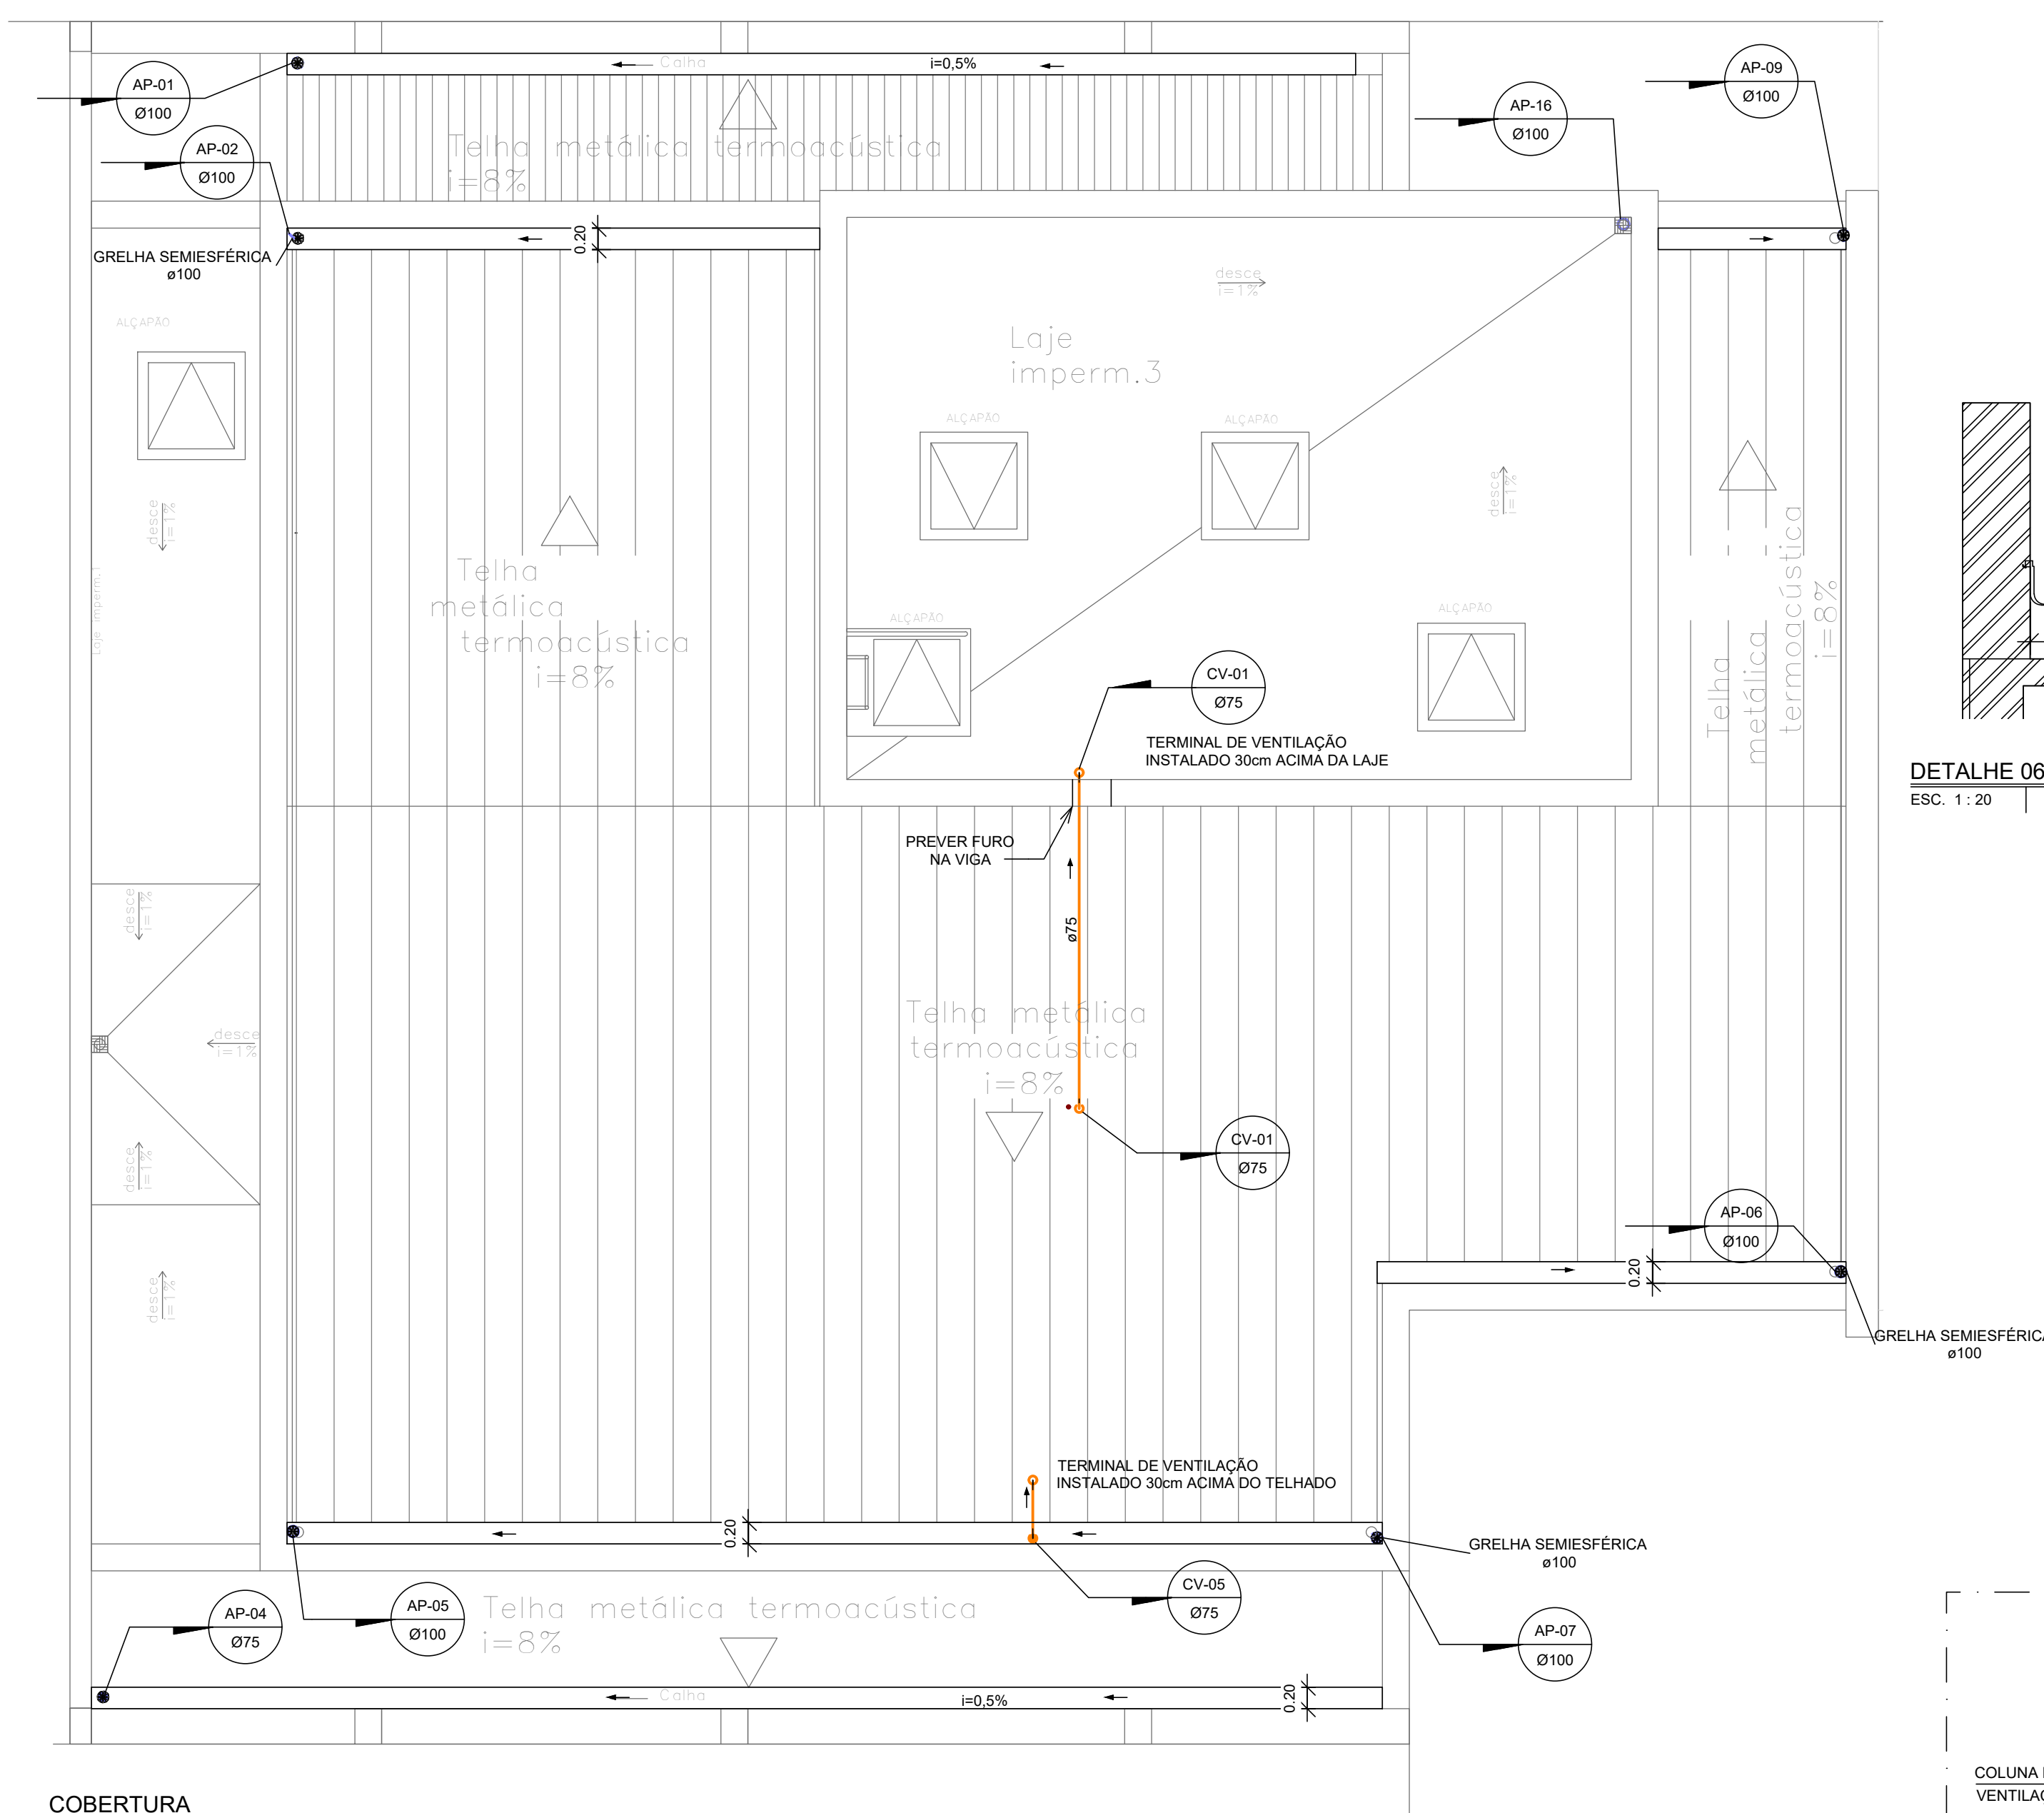 Calha
i=0,5%
AP-01
Ø100
AP-09
Ø100
AP-16
Ø100
AP-02
Ø100
Telha metálica termoacústica
i=8%
0.20
GRELHA SEMIESFÉRICA
ø100
desce
i=1%
ALÇAPÃO
Laje
imperm.3
ALÇAPÃO
ALÇAPÃO
desce
i=1%
desce
i=1%
Telha
metálica
termoacústica
i=8%
Laje imperm.1
Telha
metálica
termoacústica
i=8%
ALÇAPÃO
ALÇAPÃO
CV-01
Ø75
TERMINAL DE VENTILAÇÃO
INSTALADO 30cm ACIMA DA LAJE
DETALHE 06
ESC. 1 : 20
PREVER FURO
NA VIGA
desce
i=1%
ø75
Telha metálica
termoacústica
i=8%
desce
i=1%
desce
i=1%
CV-01
Ø75
AP-06
Ø100
desce
i=1%
0.20
GRELHA SEMIESFÉRICA
ø100
TERMINAL DE VENTILAÇÃO
INSTALADO 30cm ACIMA DO TELHADO
0.20
GRELHA SEMIESFÉRICA
ø100
CV-05
Ø75
AP-04
Ø75
AP-05
Ø100
Telha metálica termoacústica
i=8%
AP-07
Ø100
Calha
i=0,5%
0.20
COLUNA
COBERTURA